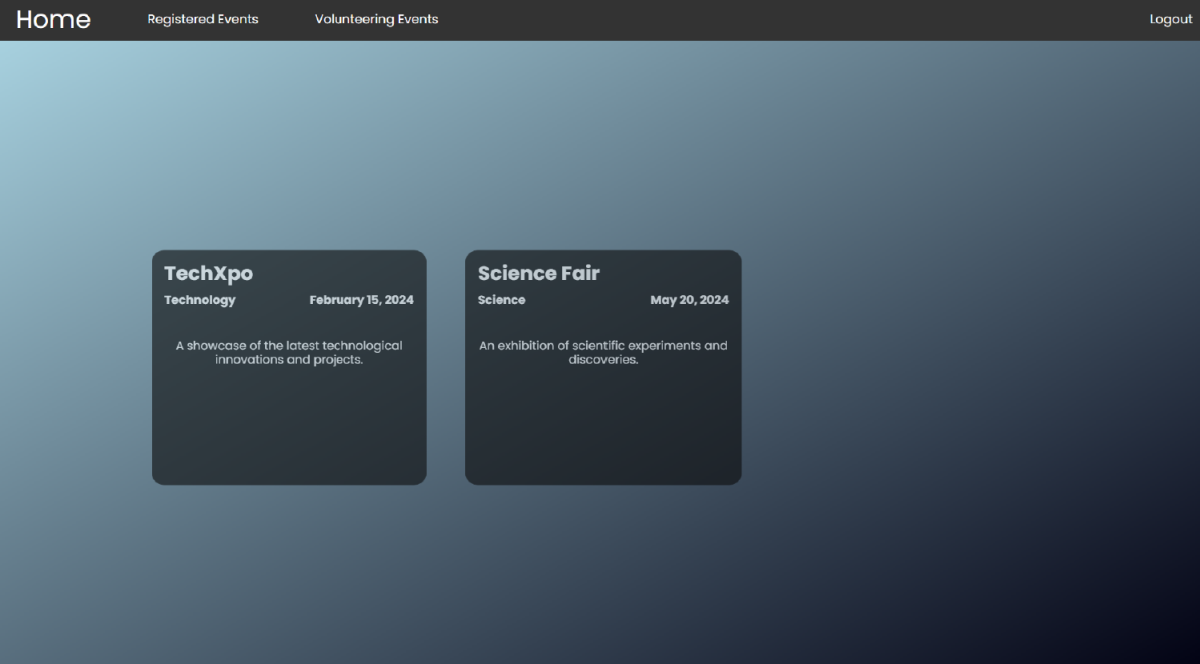 Home Registered Events Volunteering Events Logout
TechXpo
Technology February 15, 2024
A showcase of the latest technological
innovations and projects.
Science Fair
Science May 20, 2024
An exhibition of scientific experiments and
discoveries.